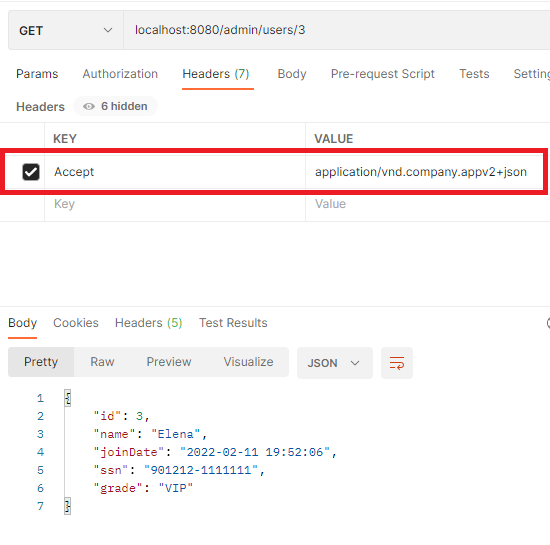 GET localhost:8080/admin/users/3
Params Authorization Headers (7) Body Pre-request Script Tests
Headers 6 hidden
KEY VALUE
Accept application/vnd.company.appv2+json
Key Value
Body Cookies Headers (5) Test Results
Pretty Raw Preview Visualize JSON
1 {
2 "id": 3,
3 "name": "Elena",
4 "joinDate": "2022-02-11 19:52:06",
5 "ssn": "901212-1111111",
6 "grade": "VIP"
7 }